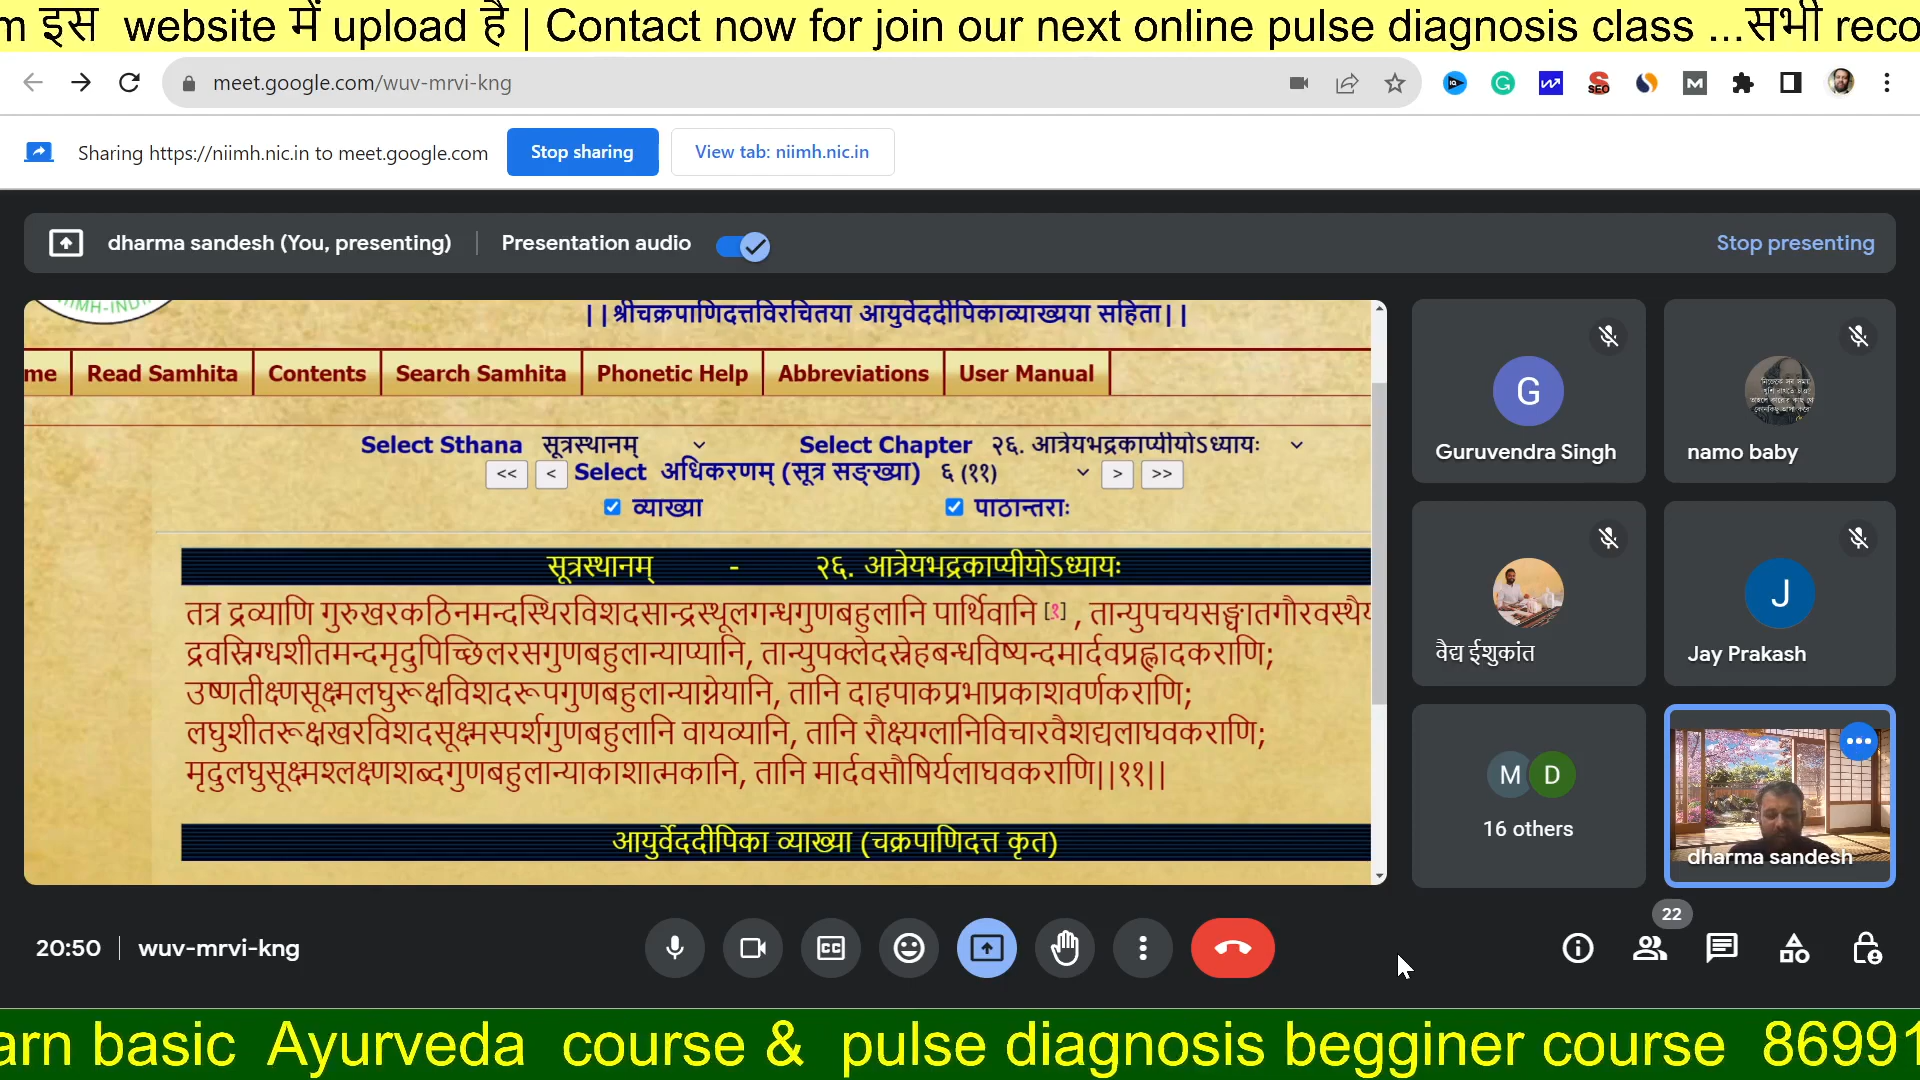 m इस website में upload है | Contact now for join our next online pulse diagnosis class ...सभी reco
meet.google.com/wuv-mrvi-kng
Sharing https://niimh.nic.in to meet.google.com
Stop sharing
View tab: niimh.nic.in
dharma sandesh (You, presenting)
Presentation audio
Stop presenting
||श्रीचक्रपाणिदत्तविरचितया आयुर्वेददीपिकाव्याख्यया सहिता||
me Read Samhita Contents Search Samhita Phonetic Help Abbreviations User Manual
Select Sthana सूत्रस्थानम् Select Chapter २६. आत्रेयभद्रकाप्यीयोऽध्यायः
<< < Select अधिकरणम् (सूत्र सङ्ख्या) ६ (११) > >>
व्याख्या पाठान्तराः
सूत्रस्थानम् - २६. आत्रेयभद्रकाप्यीयोऽध्यायः
तत्र द्रव्याणि गुरुखरकठिनमन्दस्थिरविशदसान्द्रस्थूलगन्धगुणबहुलानि पार्थिवानि [१] , तान्युपचयसङ्घातगौरवस्थैय
द्रवस्निग्धशीतमन्दमृदुपिच्छिलरसगुणबहुलान्याप्यानि, तान्युपक्लेदस्नेहबन्धविष्यन्दमार्दवप्रह्लादकराणि;
उष्णतीक्ष्णसूक्ष्मलघुरूक्षविशदरूपगुणबहुलान्याग्नेयानि, तानि दाहपाकप्रभाप्रकाशवर्णकराणि;
लघुशीतरूक्षखरविशदसूक्ष्मस्पर्शगुणबहुलानि वायव्यानि, तानि रौक्ष्यग्लानिविचारवैशद्यलाघवकराणि;
मृदुलघुसूक्ष्मश्लक्ष्णशब्दगुणबहुलान्याकाशात्मकानि, तानि मार्दवसौषिर्यलाघवकराणि||११||
आयुर्वेददीपिका व्याख्या (चक्रपाणिदत्त कृत)
G
Guruvendra Singh
namo baby
वैद्य ईशुकांत
J
Jay Prakash
M D
16 others
dharma sandesh
20:50 wuv-mrvi-kng
22
arn basic Ayurveda course & pulse diagnosis begginer course 86991